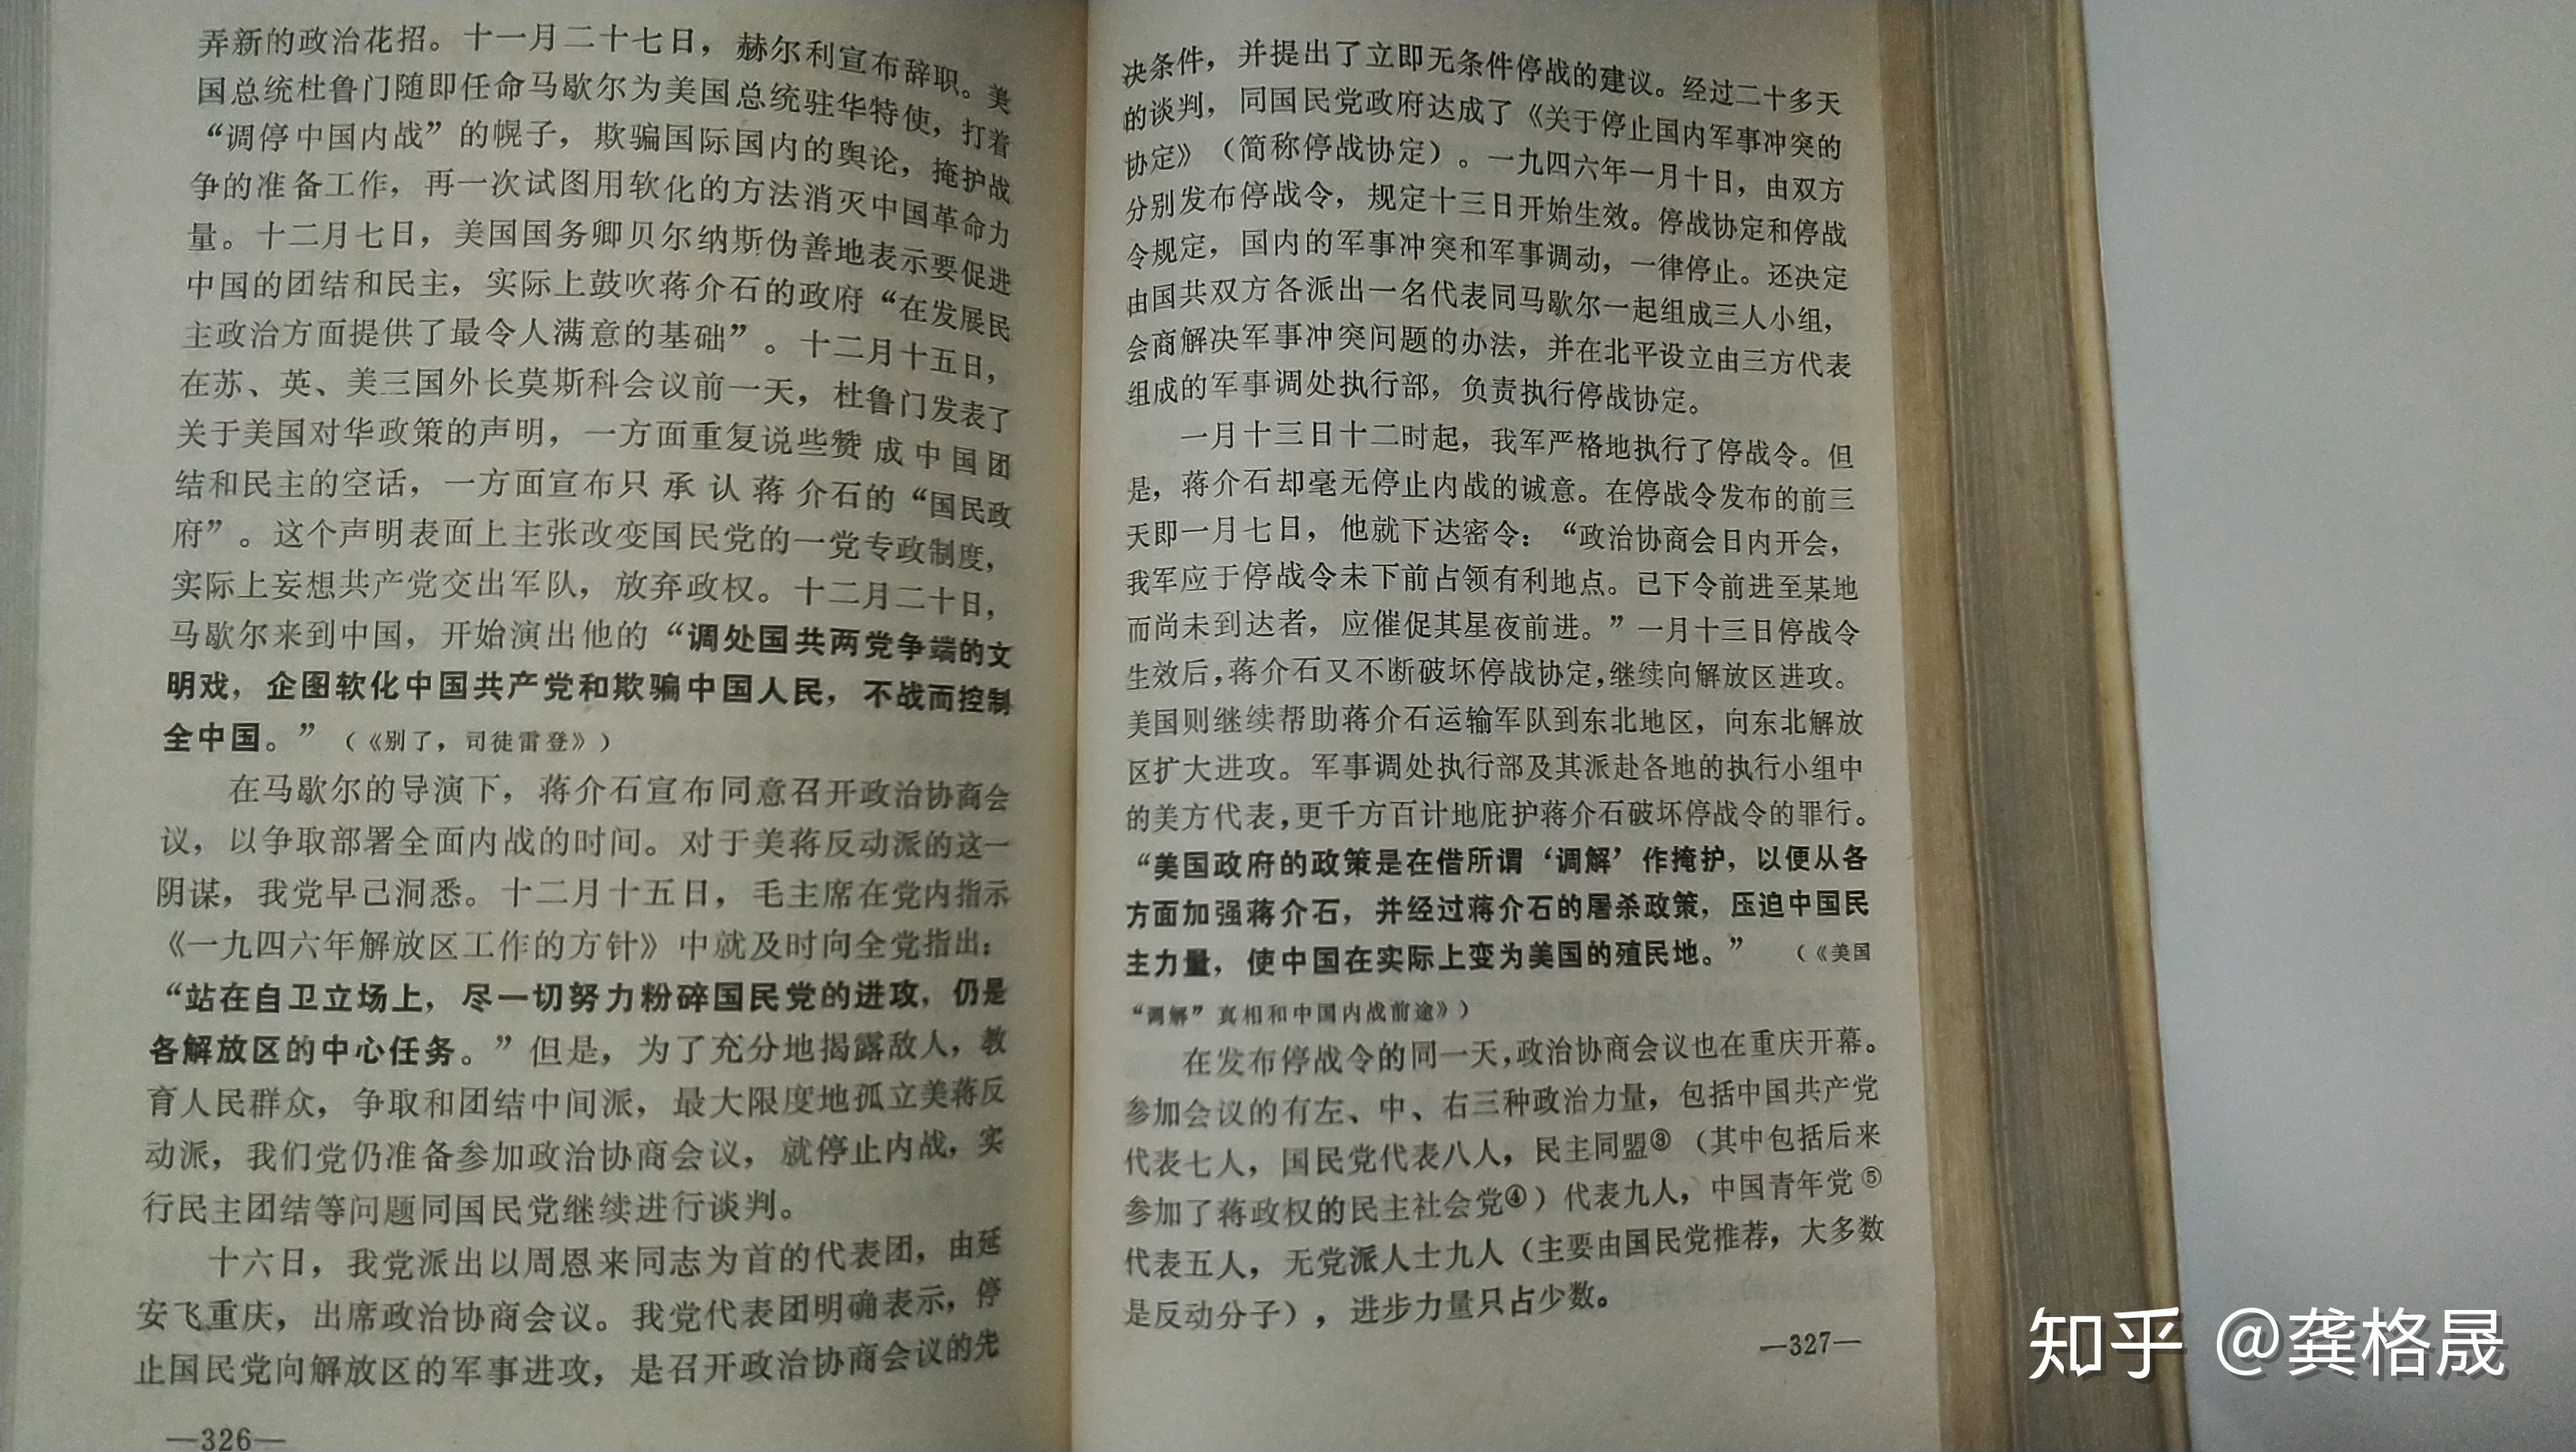 弄新的政治花招。十一月二十七日，赫尔利宣布辞职。美
国总统杜鲁门随即任命马歇尔为美国总统驻华特使，打着
“调停中国内战”的幌子，欺骗国际国内的舆论，掩护战
争的准备工作，再一次试图用软化的方法消灭中国革命力
量。十二月七日，美国国务卿贝尔纳斯伪善地表示要促进
中国的团结和民主，实际上鼓吹蒋介石的政府“在发展民
主政治方面提供了最令人满意的基础”。十二月十五日，
在苏、英、美三国外长莫斯科会议前一天，杜鲁门发表了
关于美国对华政策的声明，一方面重复说些赞成中国团
结和民主的空话，一方面宣布只承认蒋介石的“国民政
府”。这个声明表面上主张改变国民党的一党专政制度，
实际上妄想共产党交出军队，放弃政权。十二月二十日，
马歇尔来到中国，开始演出他的“调处国共两党争端的文
明戏，企图软化中国共产党和欺骗中国人民，不战而控制
全中国。”（《别了，司徒雷登》）
在马歇尔的导演下，蒋介石宣布同意召开政治协商会
议，以争取部署全面内战的时间。对于美蒋反动派的这一
阴谋，我党早已洞悉。十二月十五日，毛主席在党内指示
《一九四六年解放区工作的方针》中就及时向全党指出：
“站在自卫立场上，尽一切努力粉碎国民党的进攻，仍是
各解放区的中心任务。”但是，为了充分地揭露敌人，教
育人民群众，争取和团结中间派，最大限度地孤立美蒋反
动派，我们党仍准备参加政治协商会议，就停止内战，实
行民主团结等问题同国民党继续进行谈判。
十六日，我党派出以周恩来同志为首的代表团，由延
安飞重庆，出席政治协商会议。我党代表团明确表示，停
止国民党向解放区的军事进攻，是召开政治协商会议的先
—326—
决条件，并提出了立即无条件停战的建议。经过二十多天
的谈判，同国民党政府达成了《关于停止国内军事冲突的
协定》（简称停战协定）。一九四六年一月十日，由双方
分别发布停战令，规定十三日开始生效。停战协定和停战
令规定，国内的军事冲突和军事调动，一律停止。还决定
由国共双方各派出一名代表同马歇尔一起组成三人小组，
会商解决军事冲突问题的办法，并在北平设立由三方代表
组成的军事调处执行部，负责执行停战协定。
一月十三日十二时起，我军严格地执行了停战令。但
是，蒋介石却毫无停止内战的诚意。在停战令发布的前三
天即一月七日，他就下达密令：“政治协商会日内开会，
我军应于停战令未下前占领有利地点。已下令前进至某地
而尚未到达者，应催促其星夜前进。”一月十三日停战令
生效后，蒋介石又不断破坏停战协定，继续向解放区进攻。
美国则继续帮助蒋介石运输军队到东北地区，向东北解放
区扩大进攻。军事调处执行部及其派赴各地的执行小组中
的美方代表，更千方百计地庇护蒋介石破坏停战令的罪行。
“美国政府的政策是在借所谓‘调解’作掩护，以便从各
方面加强蒋介石，并经过蒋介石的屠杀政策，压迫中国民
主力量，使中国在实际上变为美国的殖民地。”（《美国
“调解”真相和中国内战前途》）
在发布停战令的同一天，政治协商会议也在重庆开幕。
参加会议的有左、中、右三种政治力量，包括中国共产党
代表七人，国民党代表八人，民主同盟③（其中包括后来
参加了蒋政权的民主社会党④）代表九人，中国青年党⑤
代表五人，无党派人士九人（主要由国民党推荐，大多数
是反动分子），进步力量只占少数。
—327—
知乎 @龚格晟